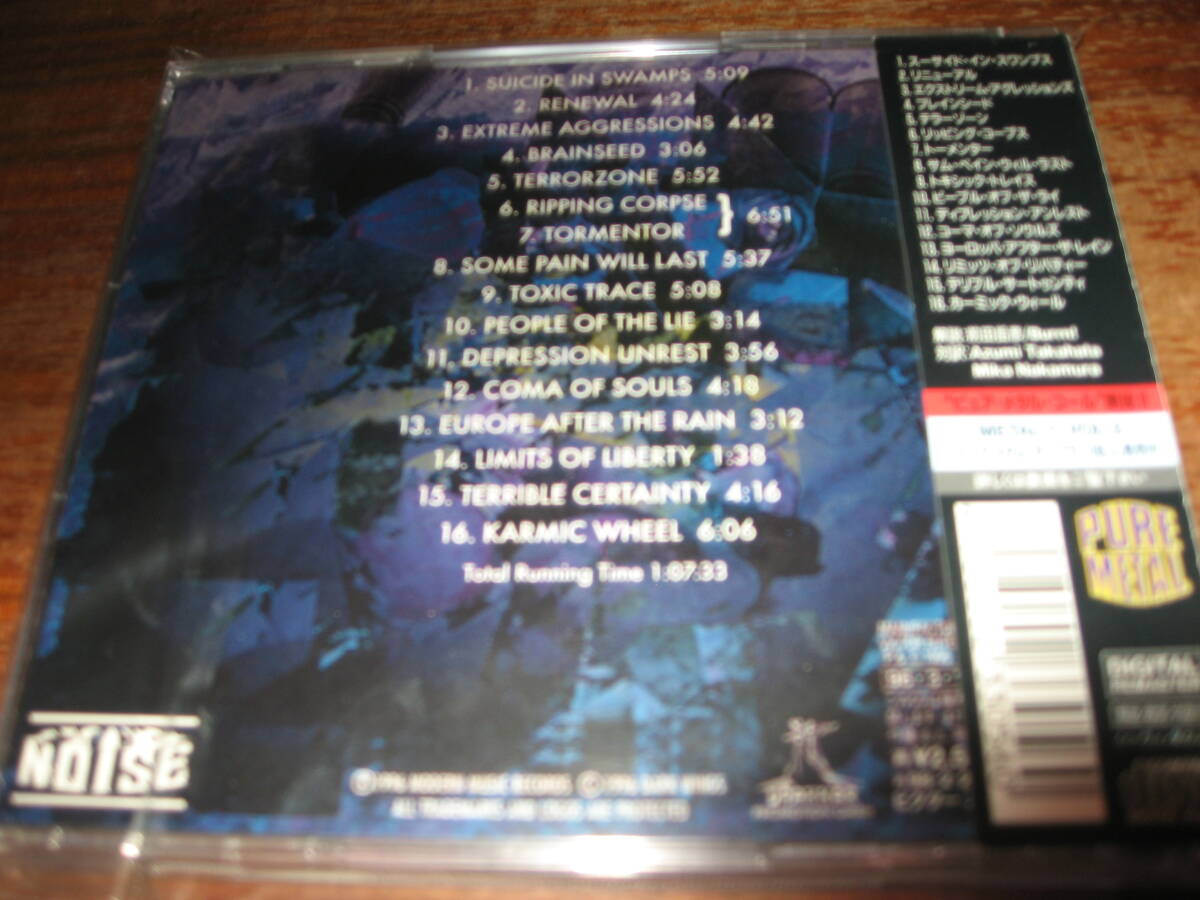 1. SUICIDE IN SWAMPS 5:09
2. RENEWAL 4:24
3. EXTREME AGGRESSIONS 4:42
4. BRAINSEED 3:06
5. TERRORZONE 5:52
6. RIPPING CORPSE
7. TORMENTOR
} 6:51
8. SOME PAIN WILL LAST 5:37
9. TOXIC TRACE 5:08
10. PEOPLE OF THE LIE 3:14
11. DEPRESSION UNREST 3:56
12. COMA OF SOULS 4:18
13. EUROPE AFTER THE RAIN 3:12
14. LIMITS OF LIBERTY 1:38
15. TERRIBLE CERTAINTY 4:16
16. KARMIC WHEEL 6:06
Total Running Time 1:07:33
NOISE
℗1996 MODERN MUSIC RECORDS ©1996
ALL TRADEMARKS AND LOGOS ARE PROTECTED
1. スーサイド・イン・スワンプス
2. リニューアル
3. エクストリーム・アグレッションズ
4. ブレインシード
5. テラーゾーン
6. リッピング・コープス
7. トーメンター
8. サム・ペイン・ウィル・ラスト
9. トキシック・トレイス
10. ピープル・オブ・ザ・ライ
11. ディプレッション・アンレスト
12. コーマ・オブ・ソウルズ
13. ヨーロッパ・アフター・ザ・レイン
14. リミッツ・オブ・リバティー
15. テリブル・サートゥンティ
16. カーミック・ウィール
Burrn!
対訳 Azumi Takahata
Mika Nakamura
PURE METAL
DIGITAL